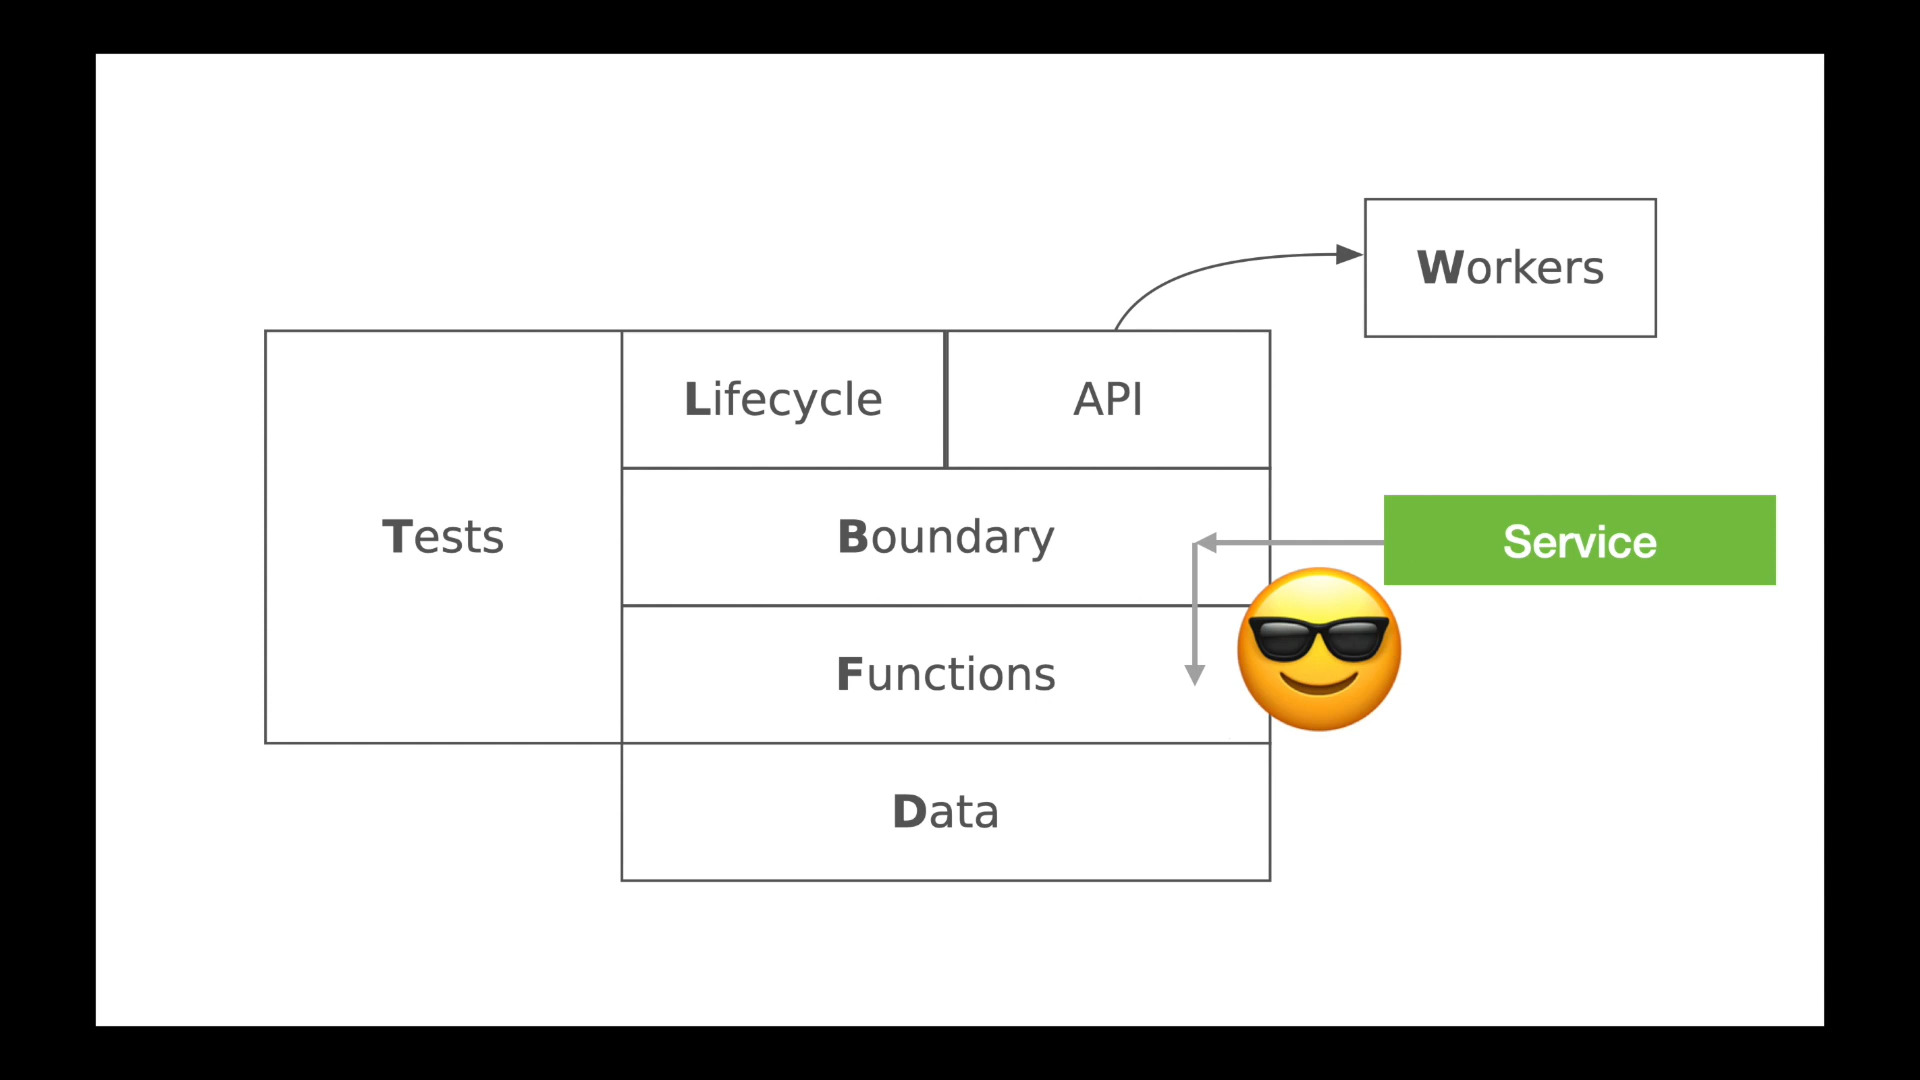 Workers
Lifecycle
API
Tests
Boundary
Service
Functions
Data